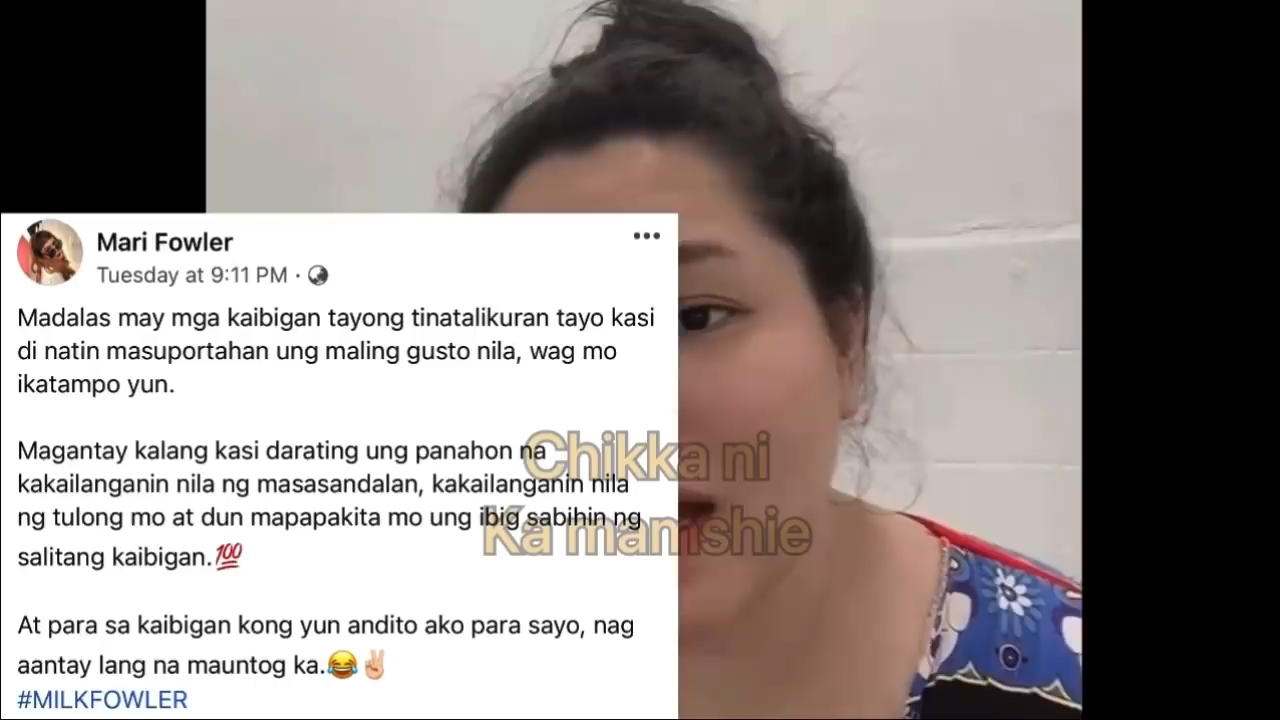 Mari Fowler
Tuesday at 9:11 PM ·
Madalas may mga kaibigan tayong tinatalikuran tayo kasi
di natin masuportahan ung maling gusto nila, wag mo
ikatampo yun.
Magantay kalang kasi darating ung panahon na
kakailanganin nila ng masasandalan, kakailanganin nila
ng tulong mo at dun mapapakita mo ung ibig sabihin ng
salitang kaibigan.💯
At para sa kaibigan kong yun andito ako para sayo, nag
aantay lang na mauntog ka.😂✌🏻
#MILKFOWLER
Chikka ni
Ka mamshie